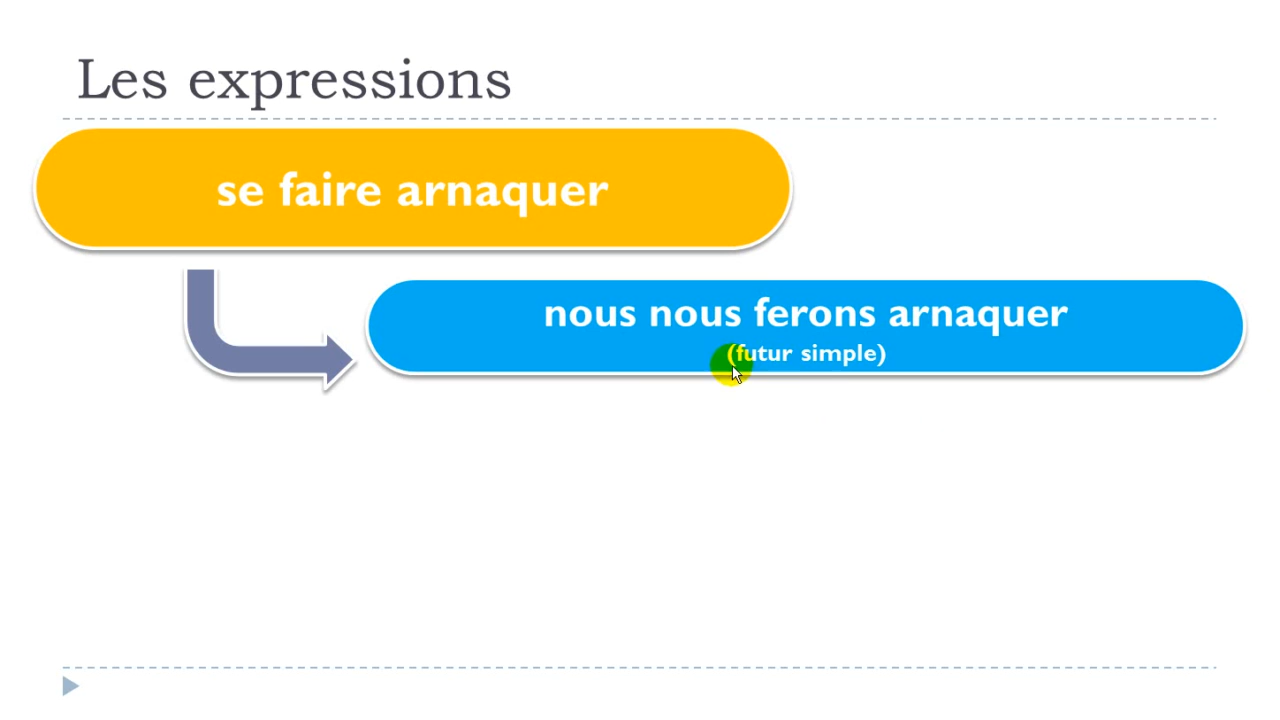 Les expressions
se faire arnaquer
nous nous ferons arnaquer
(futur simple)